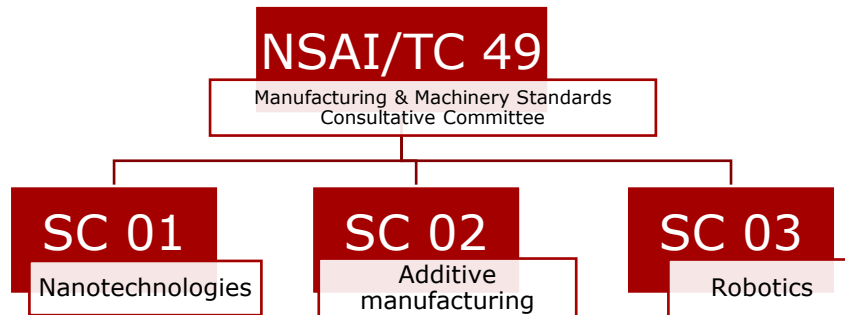 NSAI/TC 49
Manufacturing & Machinery Standards
Consultative Committee
SC 01
SC 02
SC 03
Nanotechnologies
Additive
manufacturing
Robotics